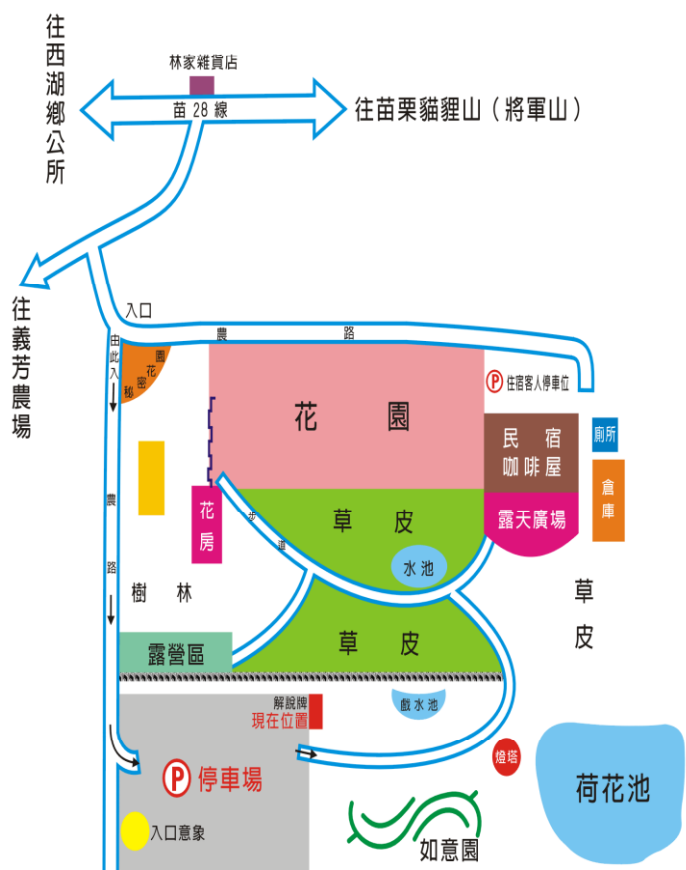 往西湖鄉公所
林家雜貨店
苗28線
往苗栗貓貍山（將軍山）
往義芳農場
入口
農路
由此入
秘密花園
P 住宿客人停車位
花園
民宿
咖啡屋
廁所
倉庫
露天廣場
花房
步道
草皮
水池
農路
樹林
草皮
草皮
露營區
解說牌
現在位置
戲水池
P 停車場
燈塔
荷花池
入口意象
如意園